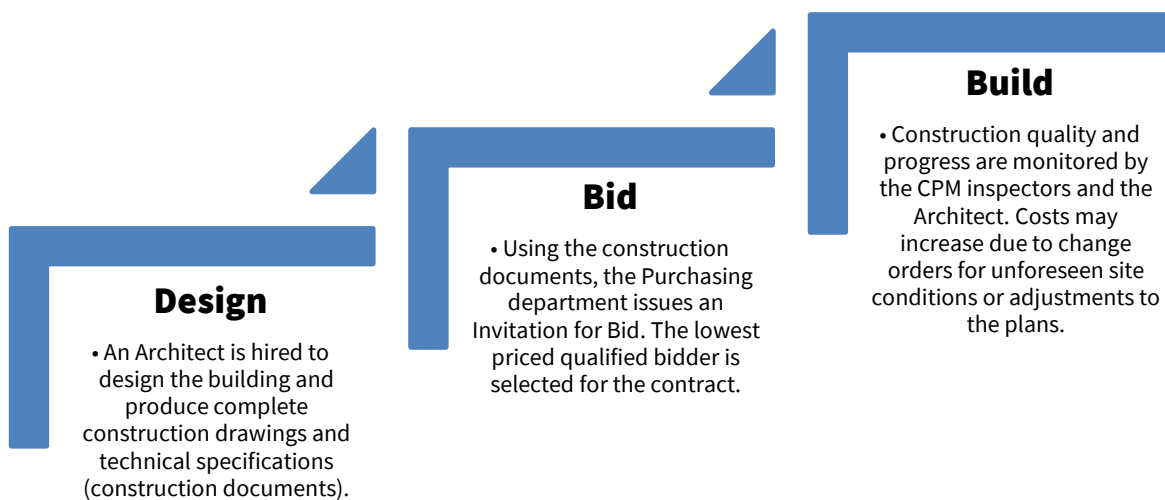 Design
• An Architect is hired to
design the building and
produce complete
construction drawings and
technical specifications
(construction documents).
Bid
• Using the construction
documents, the Purchasing
department issues an
Invitation for Bid. The lowest
priced qualified bidder is
selected for the contract.
Build
• Construction quality and
progress are monitored by
the CPM inspectors and the
Architect. Costs may
increase due to change
orders for unforeseen site
conditions or adjustments to
the plans.